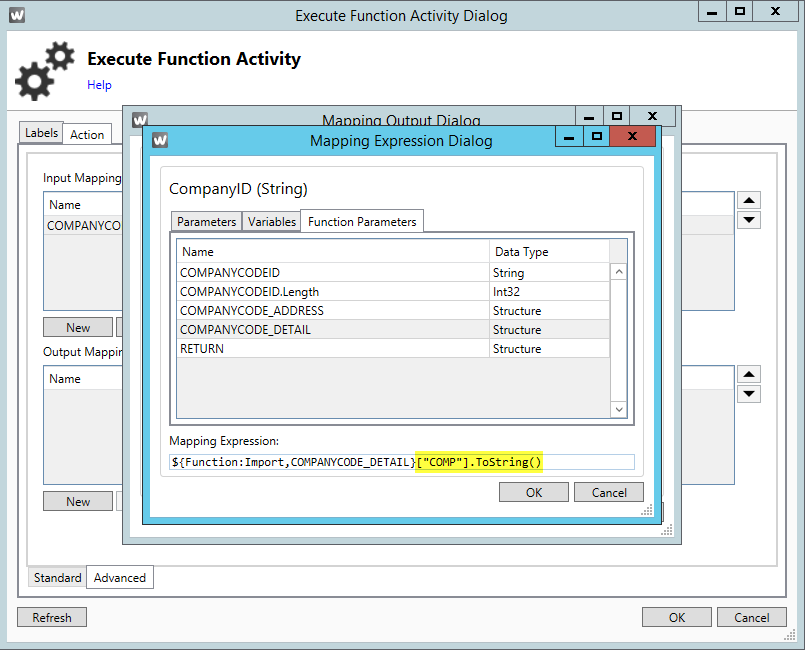 W
Execute Function Activity Dialog
Execute Function Activity
Help
W
Mapping Output Dialog
W
Mapping Expression Dialog
Labels Action
Input Mapping
Name
COMPANYCO
New
Output Mappin
Name
New
CompanyID (String)
Parameters Variables Function Parameters
Name Data Type
COMPANYCODEID String
COMPANYCODEID.Length Int32
COMPANYCODE_ADDRESS Structure
COMPANYCODE_DETAIL Structure
RETURN Structure
Mapping Expression:
${Function:Import,COMPANYCODE_DETAIL}["COMP"].ToString()
OK Cancel
Standard Advanced
Refresh OK Cancel